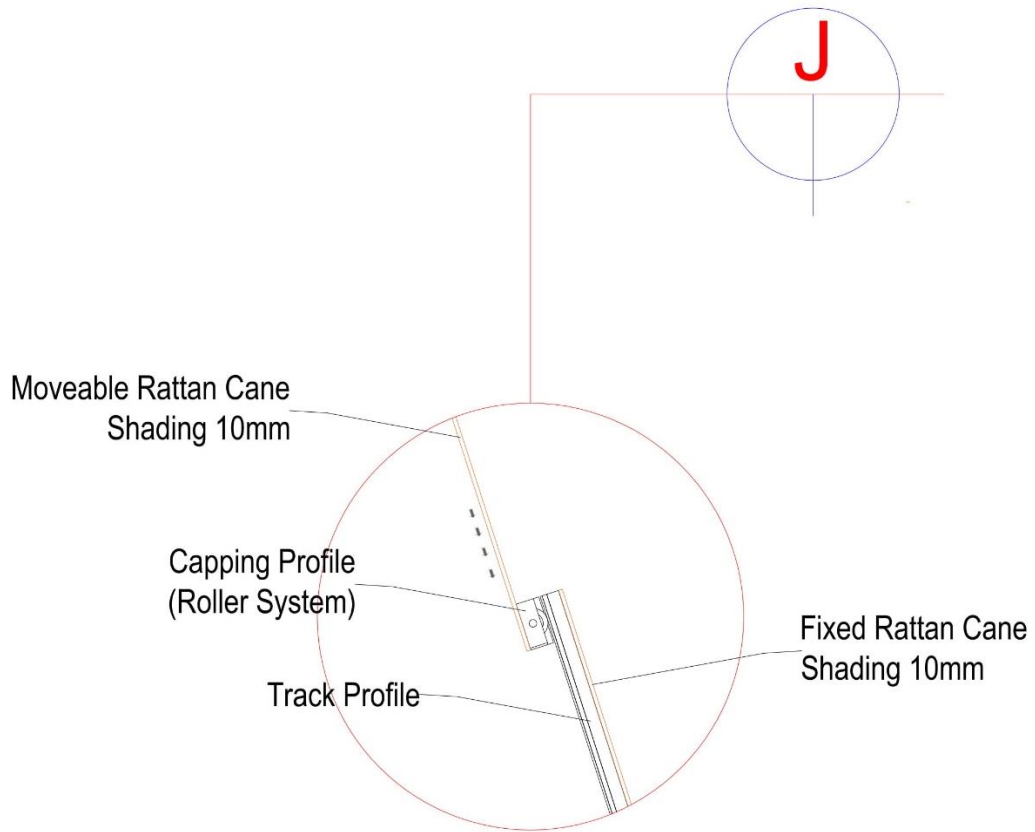 J
Moveable Rattan Cane
Shading 10mm
Capping Profile
(Roller System)
Fixed Rattan Cane
Shading 10mm
Track Profile